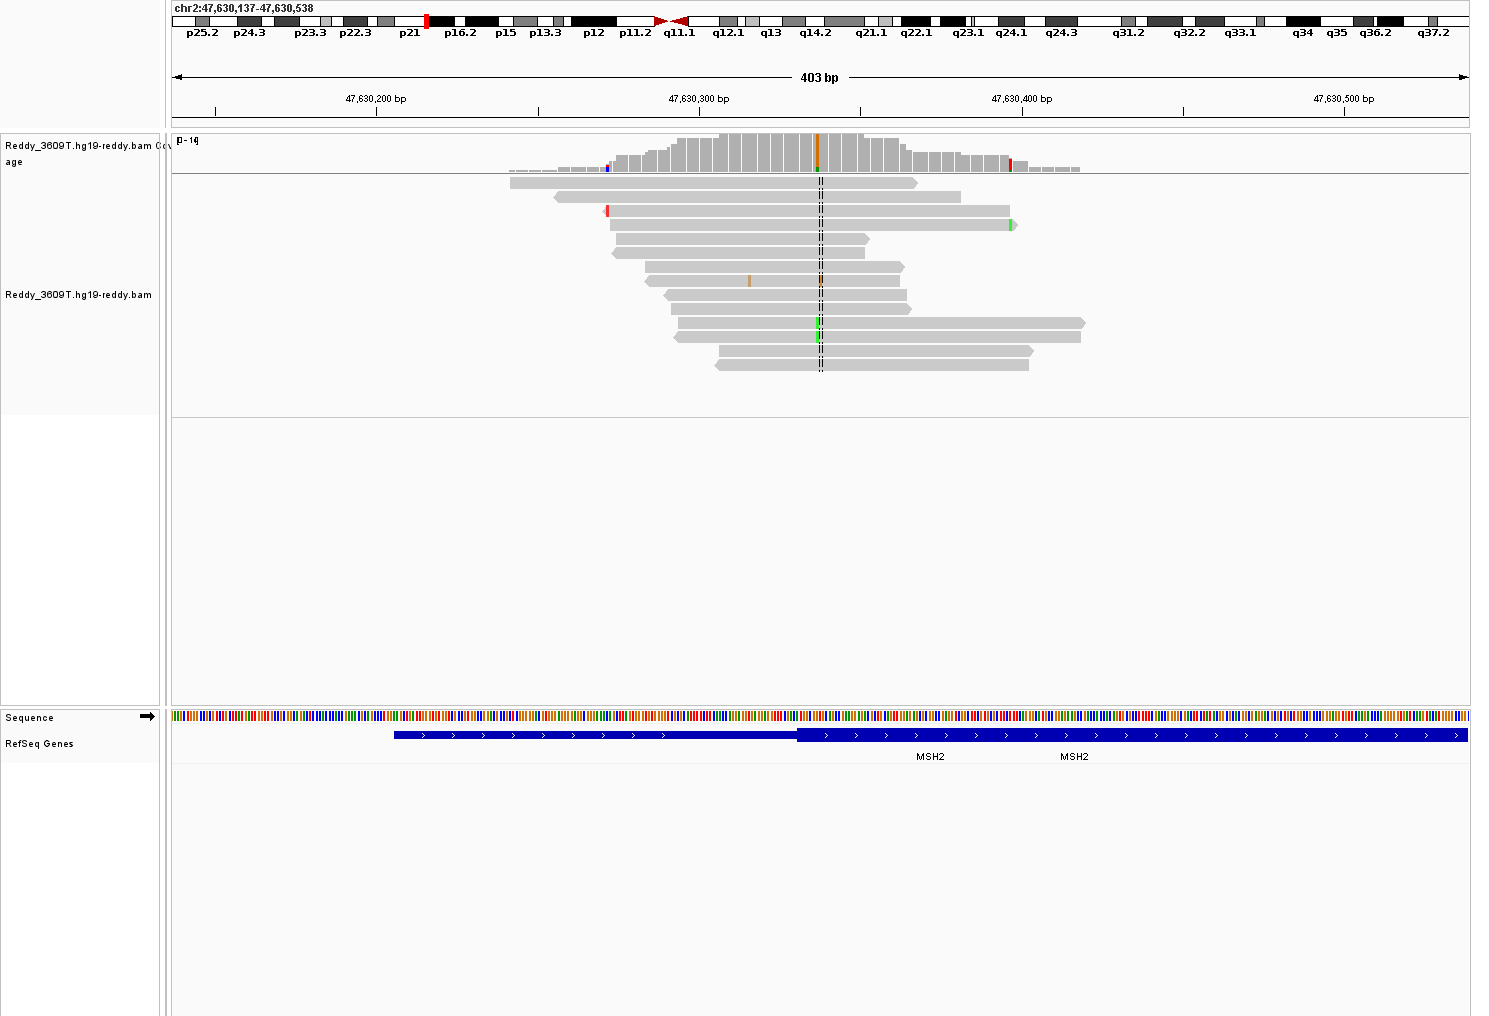 chr2:47,630,137-47,630,538
p25.2 p24.3 p23.3 p22.3 p21 p16.2 p15 p13.3 p12 p11.2 q11.1 q12.1 q13 q14.2 q21.1 q22.1 q23.1 q24.1 q24.3 q31.2 q32.2 q33.1 q34 q35 q36.2 q37.2
403 bp
47,630,200 bp 47,630,300 bp 47,630,400 bp 47,630,500 bp
Reddy_3609T.hg19-reddy.bam Cov
age
Reddy_3609T.hg19-reddy.bam
Sequence
RefSeq Genes
MSH2 MSH2